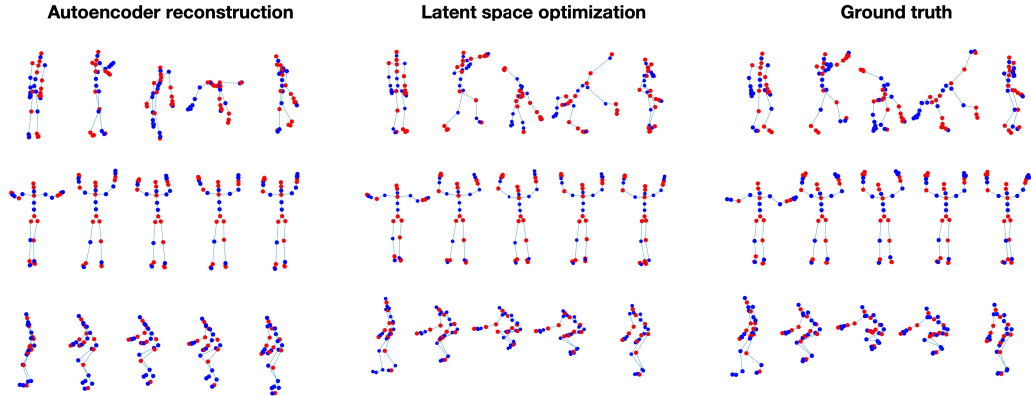 Autoencoder reconstruction
Latent space optimization
Ground truth